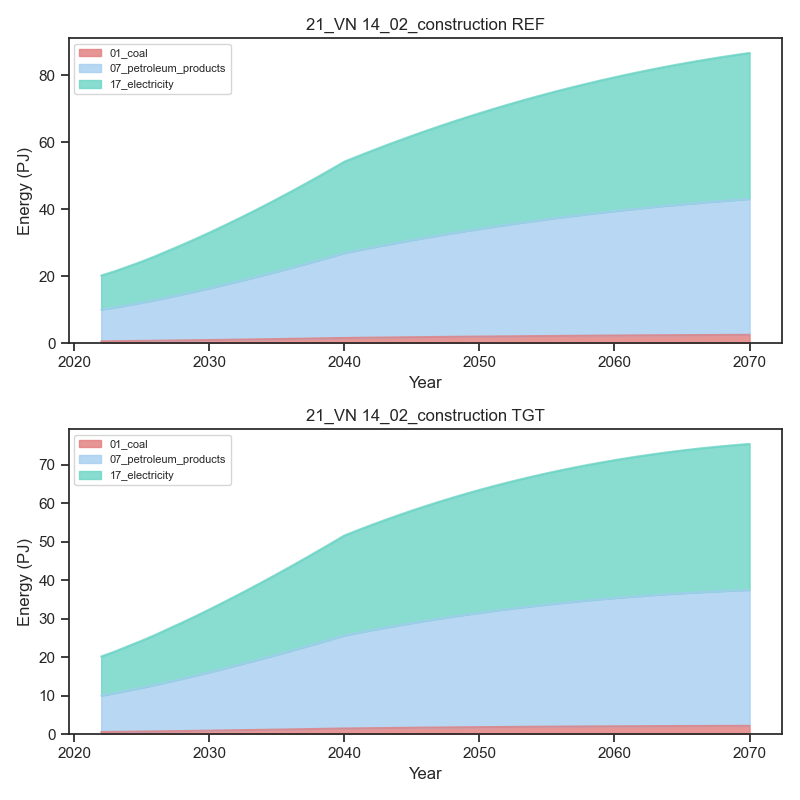 21_VN 14_02_construction REF
01_coal
07_petroleum_products
17_electricity
Energy (PJ)
80
60
40
20
0
2020 2030 2040 2050 2060 2070
Year
21_VN 14_02_construction TGT
01_coal
07_petroleum_products
17_electricity
Energy (PJ)
70
60
50
40
30
20
10
0
2020 2030 2040 2050 2060 2070
Year